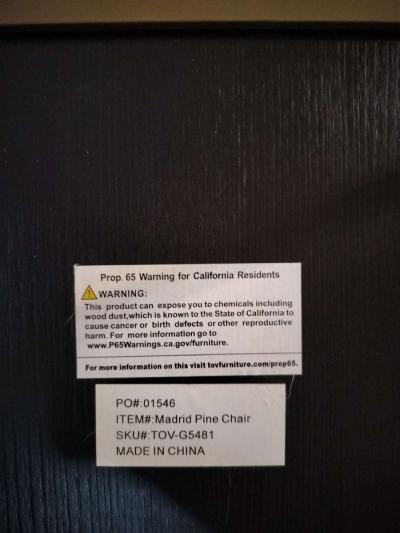 Prop. 65 Warning for California Residents
WARNING:
This product can expose you to chemicals including
wood dust,which is known to the State of California to
cause cancer or birth defects or other reproductive
harm. For more information go to
www.P65Warnings.ca.gov/furniture.
For more information on this visit tovfurniture.com/prop65.
PO#:01546
ITEM#:Madrid Pine Chair
SKU#:TOV-G5481
MADE IN CHINA